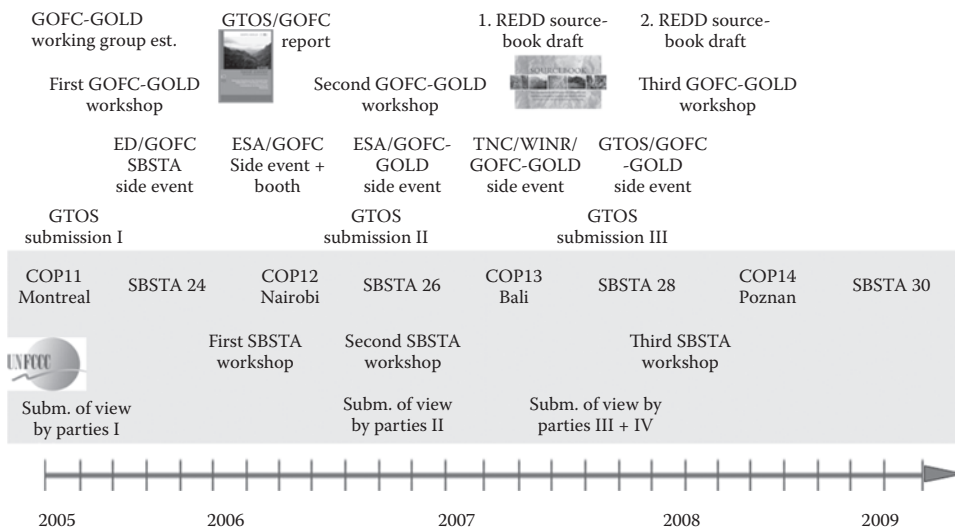 GOFC-GOLD
working group est.
GTOS/GOFC
report
1. REDD source-
book draft
2. REDD source-
book draft
SOURCEBOOK
First GOFC-GOLD
workshop
Second GOFC-GOLD
workshop
Third GOFC-GOLD
workshop
ED/GOFC
SBSTA
side event
ESA/GOFC
Side event +
booth
ESA/GOFC-
GOLD
side event
TNC/WINR/
GOFC-GOLD
side event
GTOS/GOFC
-GOLD
side event
GTOS
submission I
GTOS
submission II
GTOS
submission III
COP11
Montreal
SBSTA 24
COP12
Nairobi
SBSTA 26
COP13
Bali
SBSTA 28
COP14
Poznan
SBSTA 30
UNFCCC
First SBSTA
workshop
Second SBSTA
workshop
Third SBSTA
workshop
Subm. of view
by parties I
Subm. of view
by parties II
Subm. of view by
parties III + IV
2005
2006
2007
2008
2009